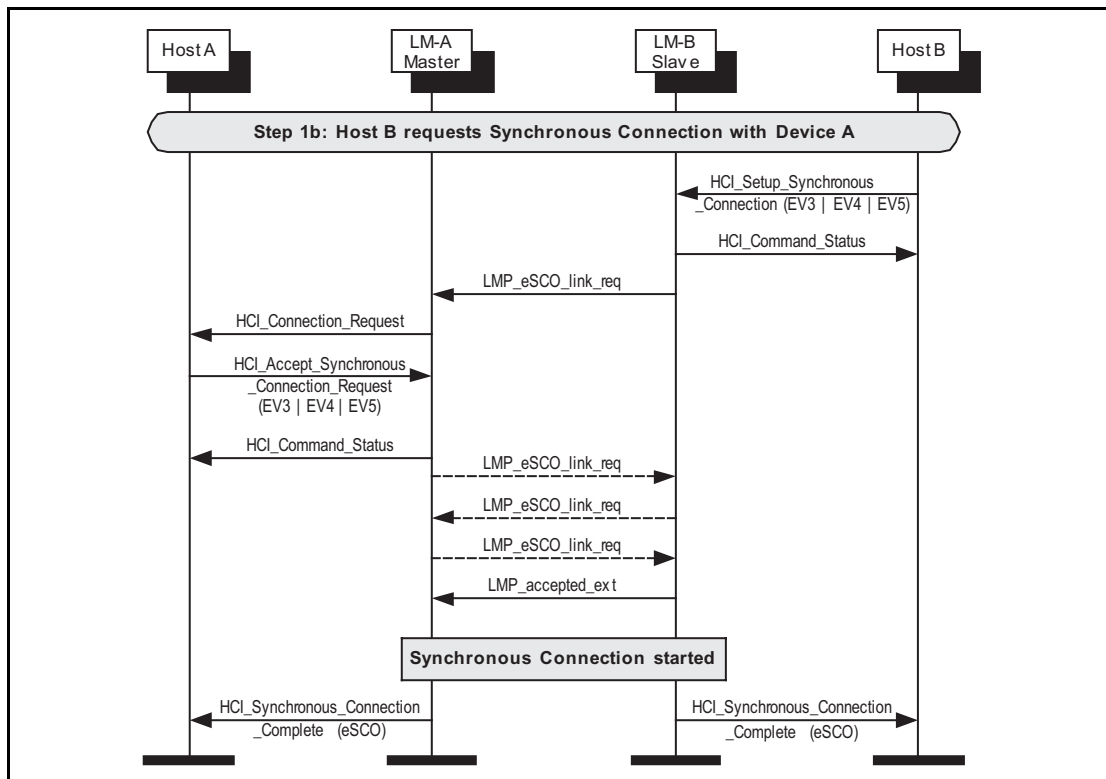 Host A
LM-A
Master
LM-B
Slave
Host B
Step 1b: Host B requests Synchronous Connection with Device A
HCI_Setup_Synchronous
_Connection (EV3 | EV4 | EV5)
HCI_Command_Status
LMP_eSCO_link_req
HCI_Connection_Request
HCI_Accept_Synchronous
_Connection_Request
(EV3 | EV4 | EV5)
HCI_Command_Status
LMP_eSCO_link_req
LMP_eSCO_link_req
LMP_eSCO_link_req
LMP_accepted_ext
Synchronous Connection started
HCI_Synchronous_Connection
_Complete (eSCO)
HCI_Synchronous_Connection
_Complete (eSCO)